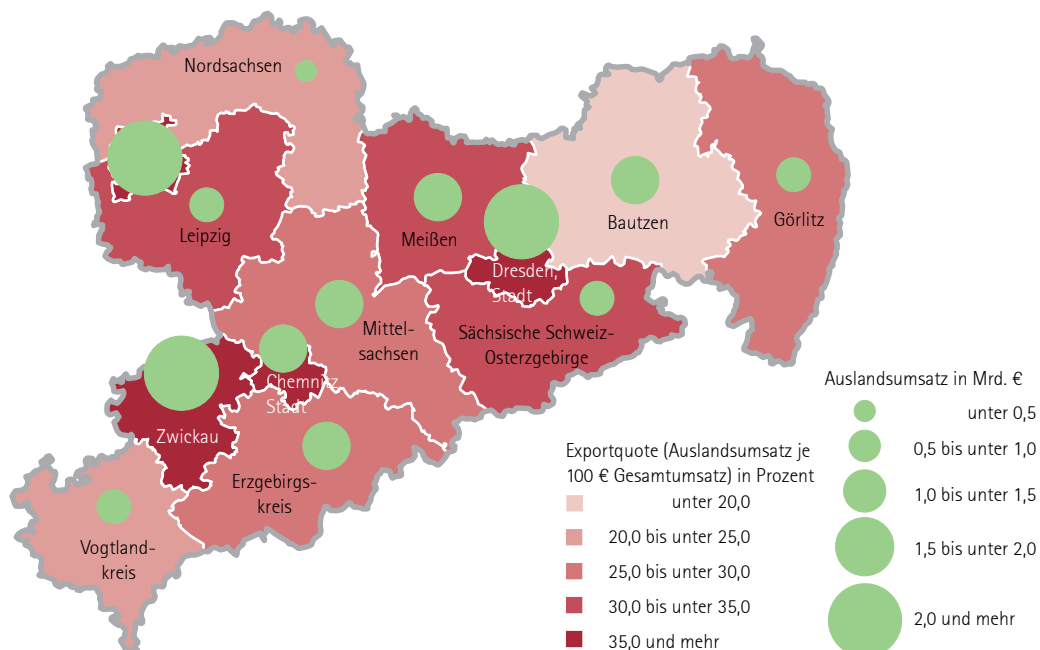 Nordsachsen
Leipzig
Meißen
Bautzen
Görlitz
Dresden,
Stadt
Mittel-
sachsen
Sächsische Schweiz-
Osterzgebirge
Chemnitz,
Stadt
Zwickau
Erzgebirgs-
kreis
Vogtland-
kreis
Exportquote (Auslandsumsatz je
100 € Gesamtumsatz) in Prozent
unter 20,0
20,0 bis unter 25,0
25,0 bis unter 30,0
30,0 bis unter 35,0
35,0 und mehr
Auslandsumsatz in Mrd. €
unter 0,5
0,5 bis unter 1,0
1,0 bis unter 1,5
1,5 bis unter 2,0
2,0 und mehr